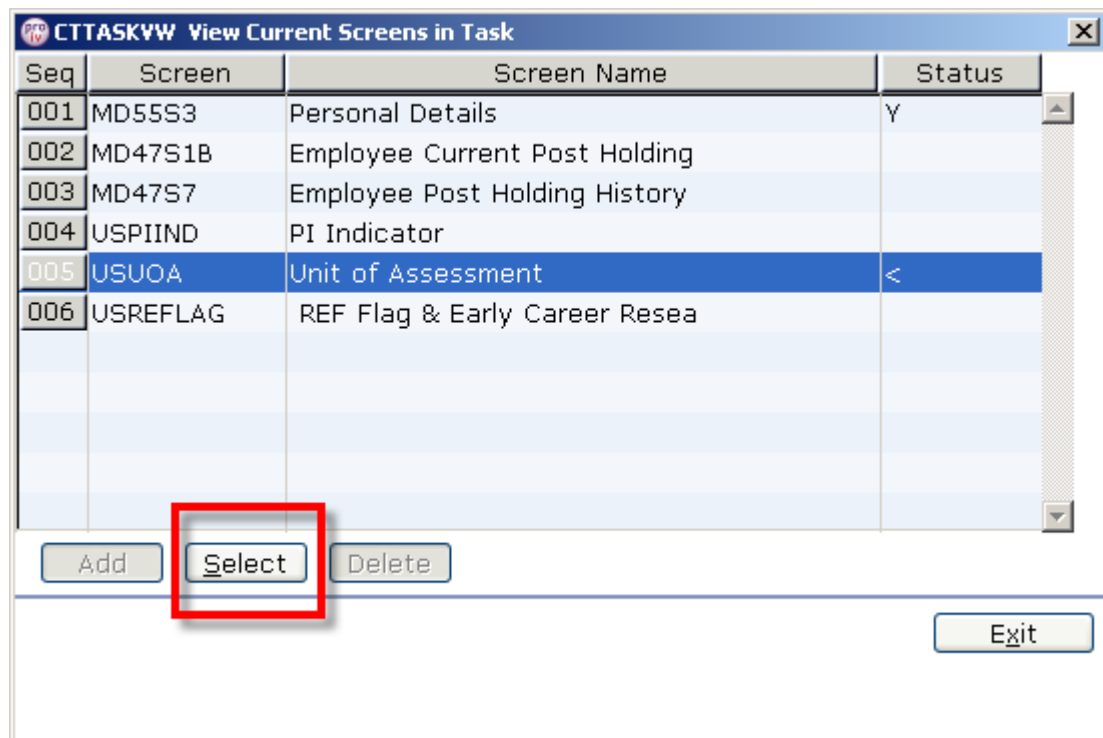 pro iv CTTASKVW View Current Screens in Task
Seq Screen Screen Name Status
001 MD55S3 Personal Details Y
002 MD47S1B Employee Current Post Holding
003 MD47S7 Employee Post Holding History
004 USPIIND PI Indicator
005 USUOA Unit of Assessment <
006 USREFLAG REF Flag & Early Career Resea
Add Select Delete
Exit